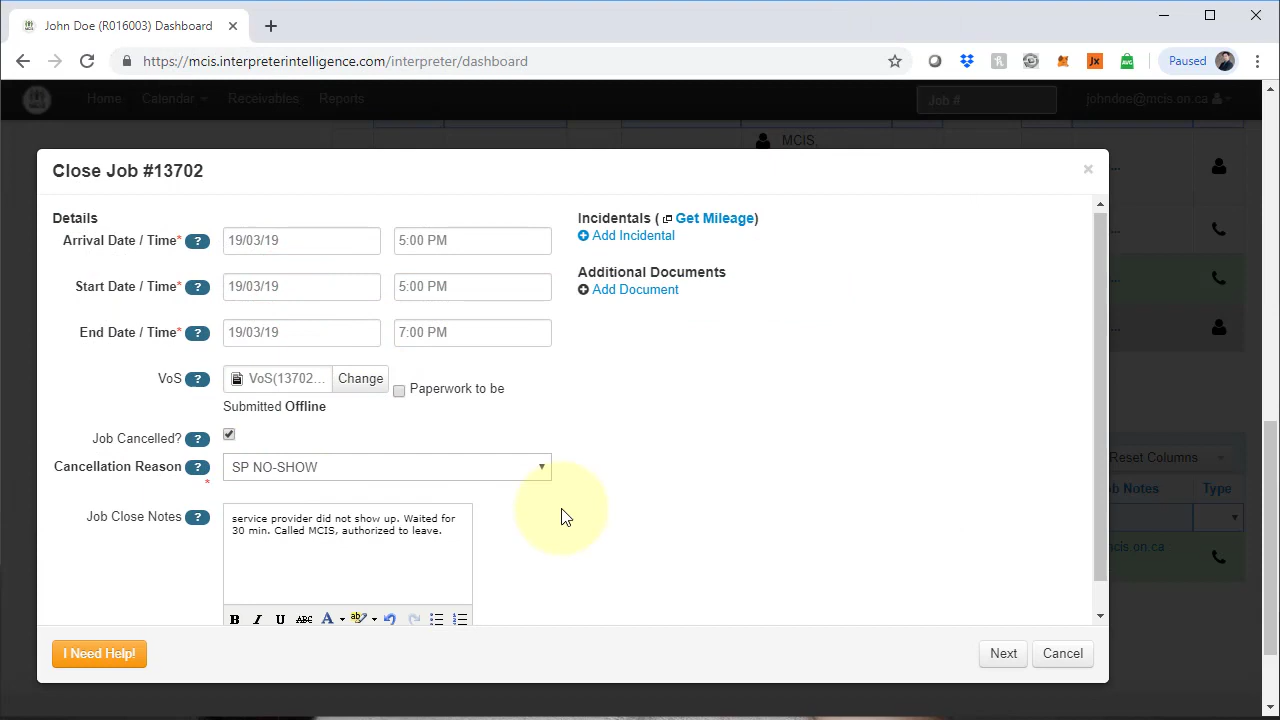 John Doe (R016003) Dashboard
https://mcis.interpreterintelligence.com/interpreter/dashboard
Paused
Home Calendar Receivables Reports
Job #
johndoe@mcis.on.ca
MCIS,
Close Job #13702
×
Details
Arrival Date / Time* ? 19/03/19 5:00 PM
Start Date / Time* ? 19/03/19 5:00 PM
End Date / Time* ? 19/03/19 7:00 PM
VoS ? VoS(13702... Change
Paperwork to be
Submitted Offline
Job Cancelled? ?
Cancellation Reason ? SP NO-SHOW
*
Job Close Notes ?
service provider did not show up. Waited for
30 min. Called MCIS, authorized to leave.
B I U ABC A ab
Incidentals ( Get Mileage)
Add Incidental
Additional Documents
Add Document
I Need Help!
Next
Cancel
Reset Columns
b Notes Type
mcis.on.ca